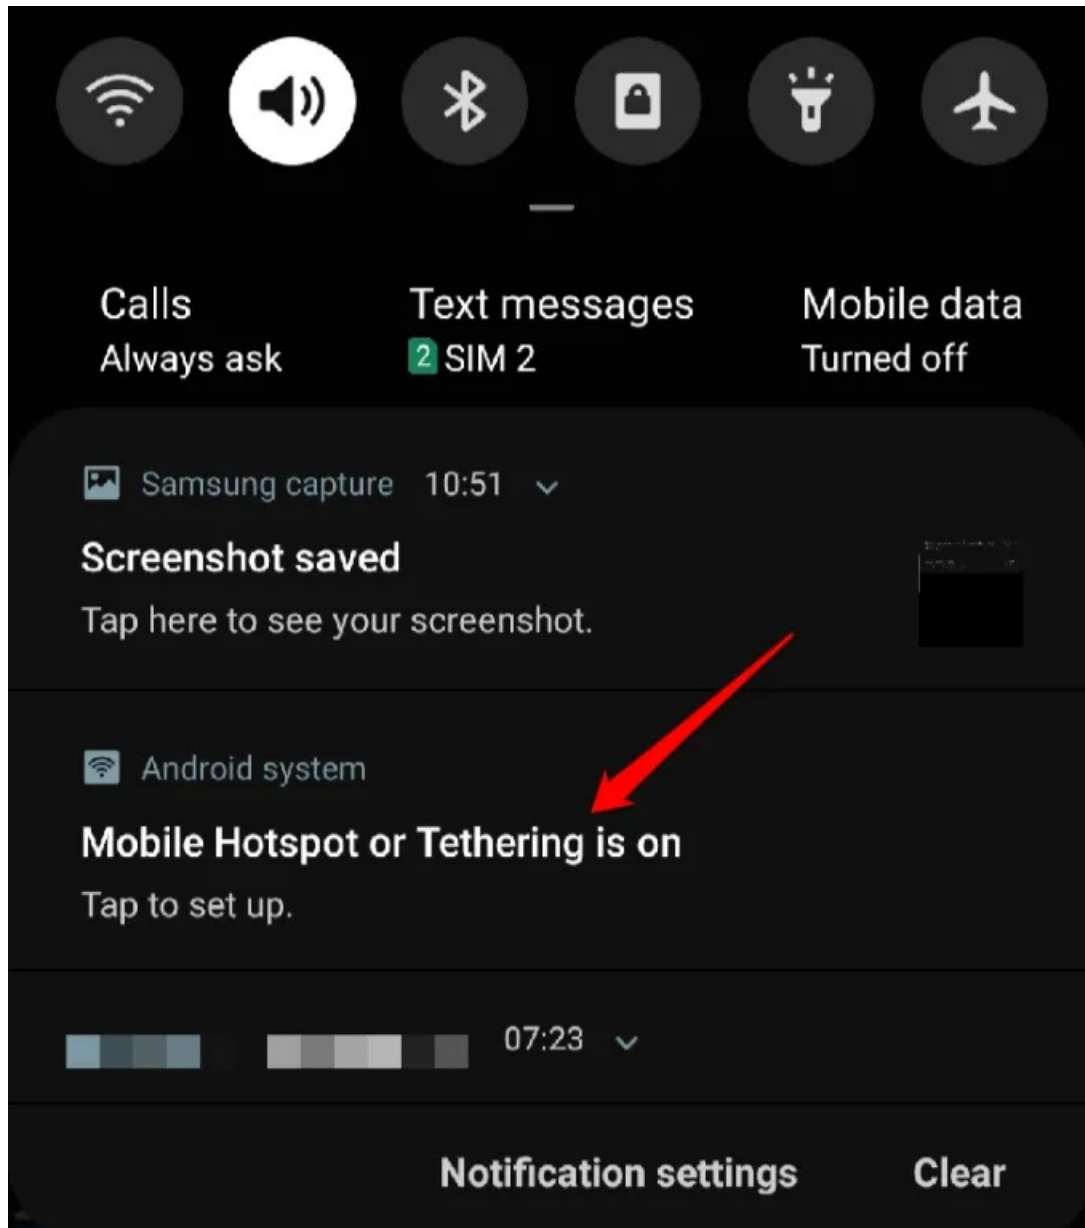 Calls
Always ask
Text messages
2 SIM 2
Mobile data
Turned off
Samsung capture 10:51
Screenshot saved
Tap here to see your screenshot.
Android system
Mobile Hotspot or Tethering is on
Tap to set up.
07:23
Notification settings
Clear